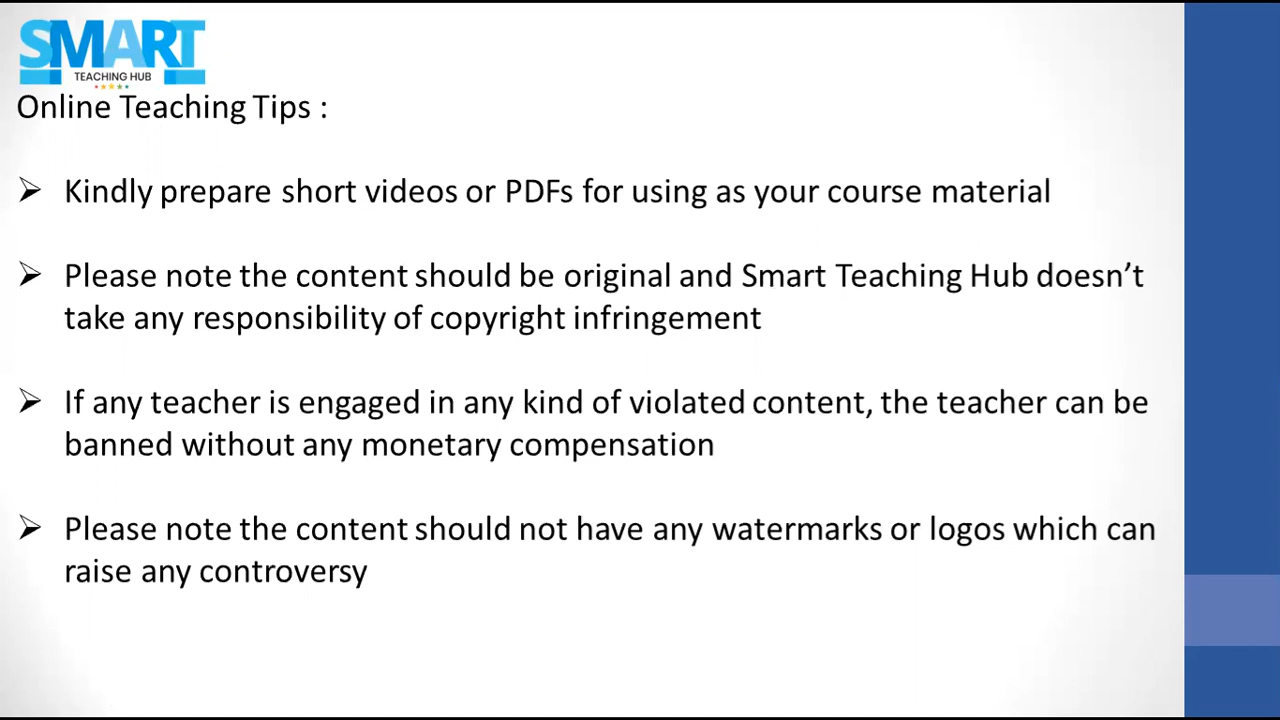 SMART
TEACHING HUB
Online Teaching Tips :
Kindly prepare short videos or PDFs for using as your course material
Please note the content should be original and Smart Teaching Hub doesn’t
take any responsibility of copyright infringement
If any teacher is engaged in any kind of violated content, the teacher can be
banned without any monetary compensation
Please note the content should not have any watermarks or logos which can
raise any controversy